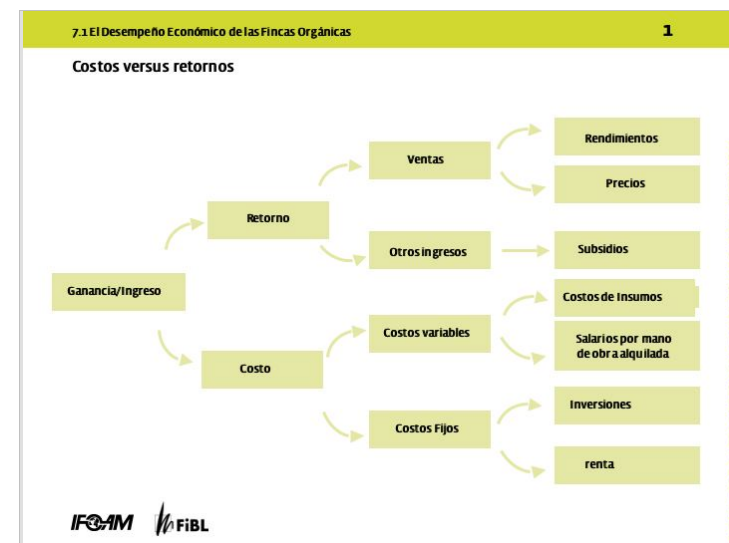 7.1 El Desempeño Económico de las Fincas Orgánicas
1
Costos versus retornos
Rendimientos
Ventas
Precios
Retorno
Otros ingresos
Subsidios
Ganancia/Ingreso
Costos de Insumos
Costos variables
Salarios por mano
de obra alquilada
Costo
Inversiones
Costos Fijos
renta
IFOAM
FiBL